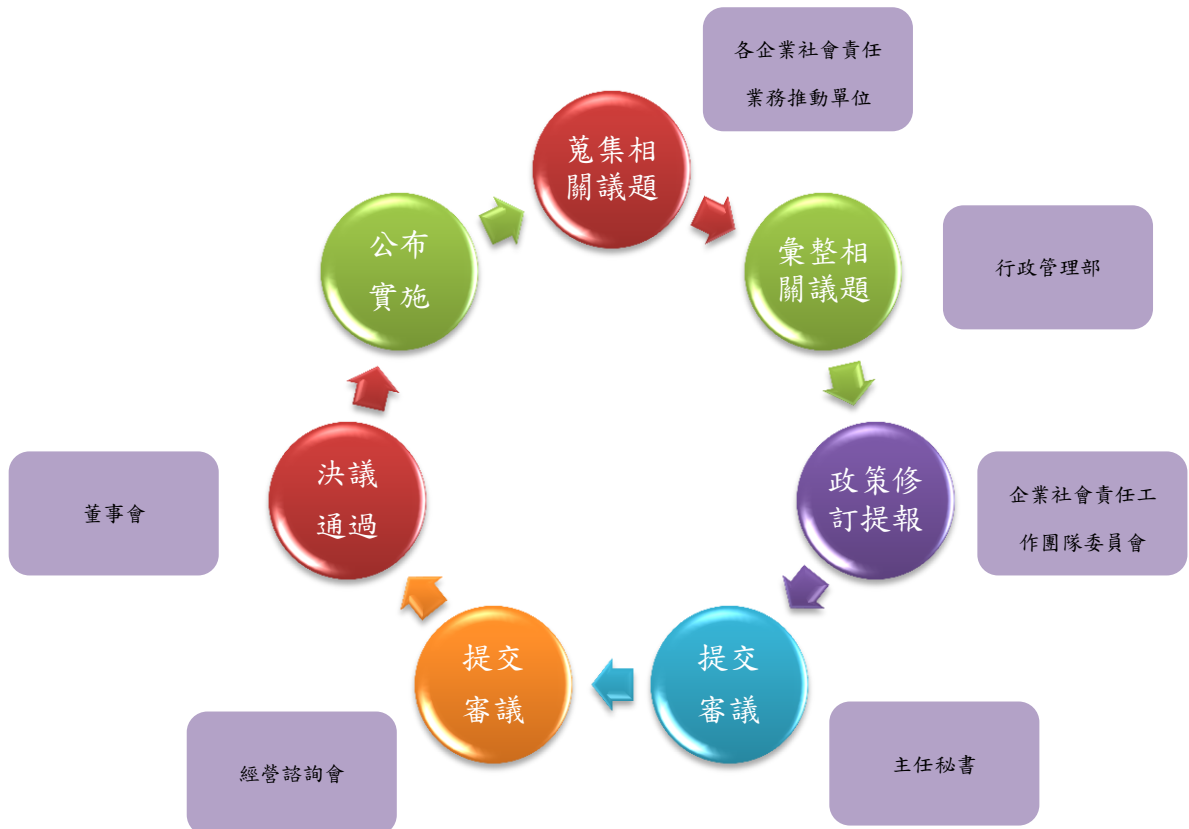 各企業社會責任
業務推動單位
蒐集相
關議題
彙整相
關議題
行政管理部
政策修
訂提報
企業社會責任工
作團隊委員會
提交
審議
主任秘書
提交
審議
經營諮詢會
決議
通過
董事會
公布
實施